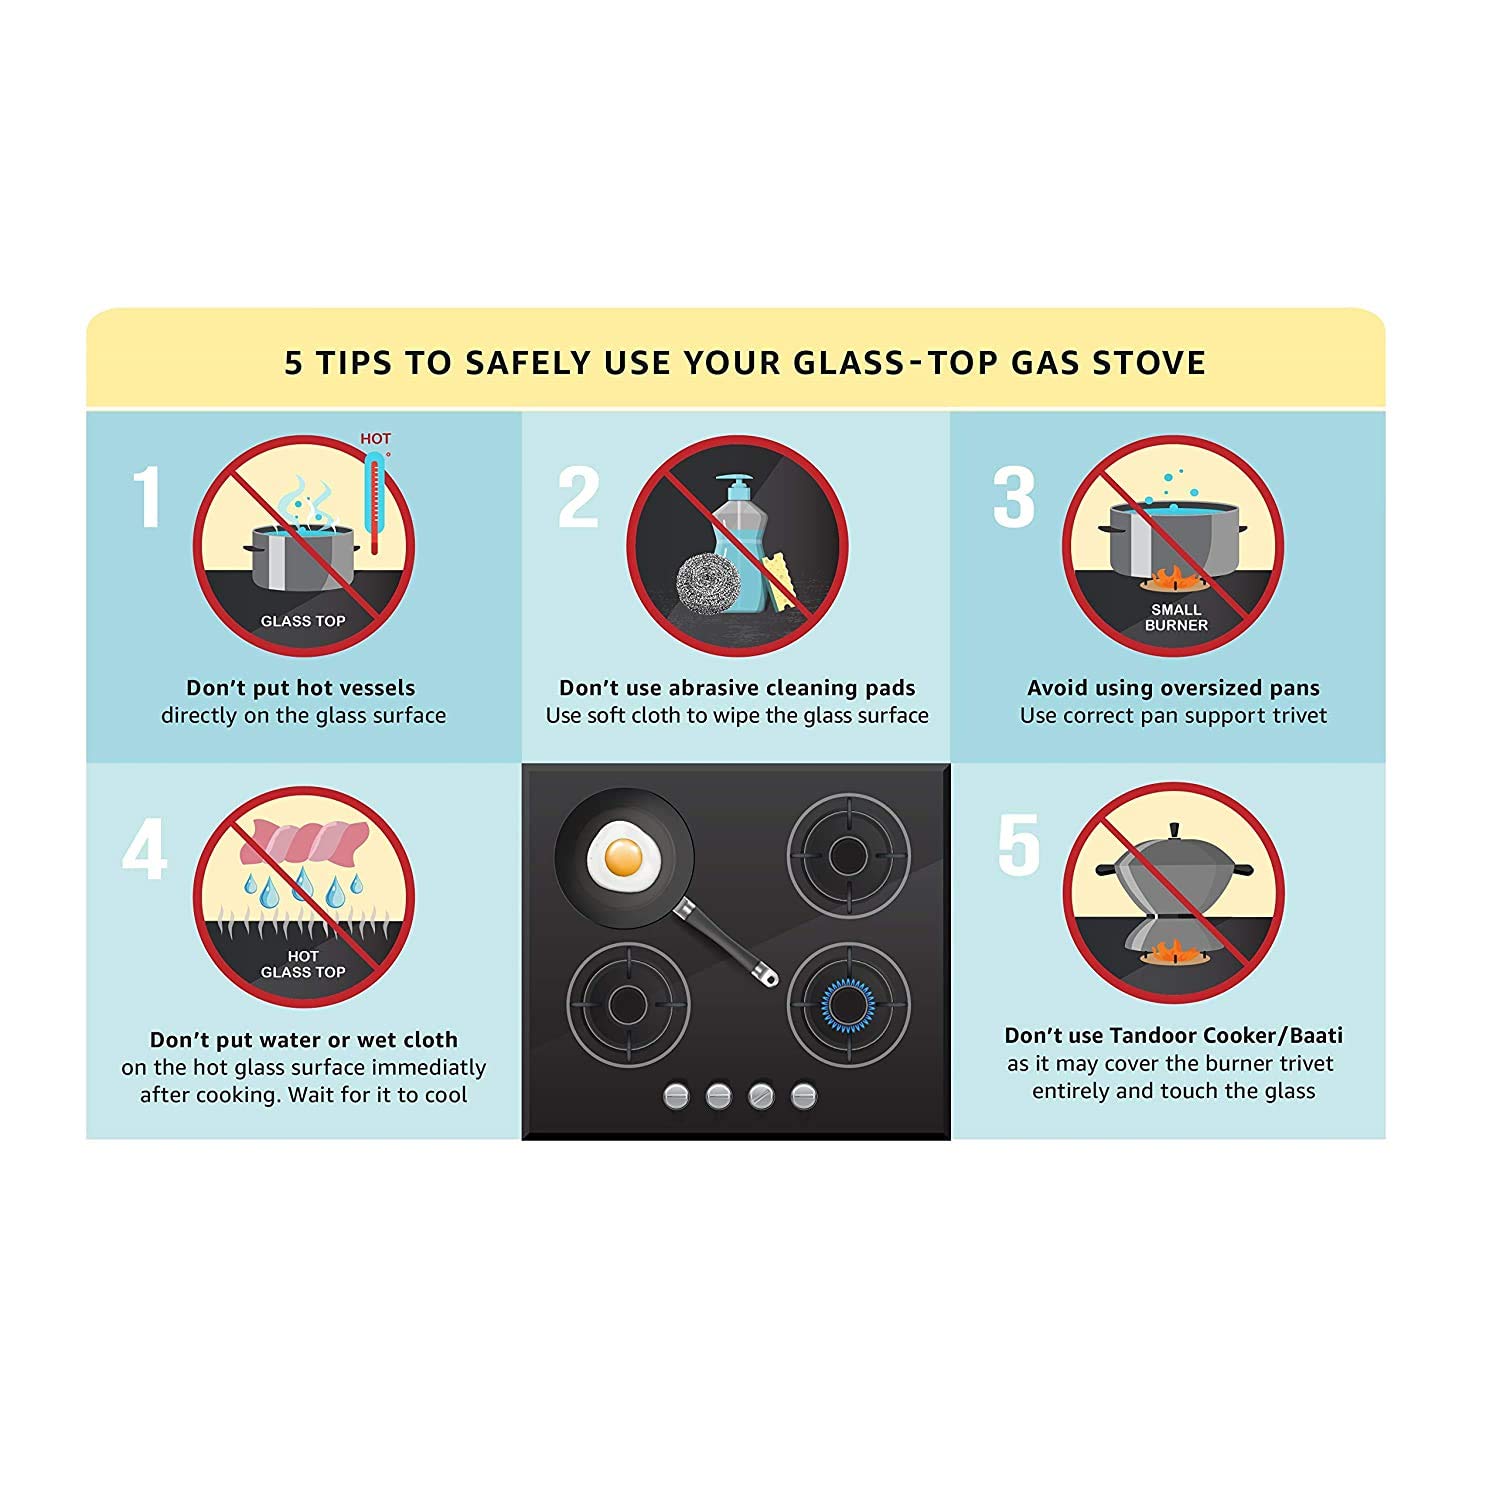 5 TIPS TO SAFELY USE YOUR GLASS-TOP GAS STOVE
1
HOT
GLASS TOP
Don't put hot vessels
directly on the glass surface
2
Don't use abrasive cleaning pads
Use soft cloth to wipe the glass surface
3
SMALL
BURNER
Avoid using oversized pans
Use correct pan support trivet
4
HOT
GLASS TOP
Don't put water or wet cloth
on the hot glass surface immediatly
after cooking. Wait for it to cool
5
Don't use Tandoor Cooker/Baati
as it may cover the burner trivet
entirely and touch the glass